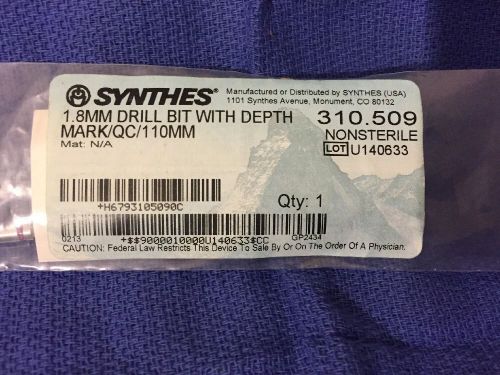 SYNTHES®
Manufactured or Distributed by SYNTHES (USA)
1101 Synthes Avenue, Monument, CO 80132
1.8MM DRILL BIT WITH DEPTH
MARK/QC/110MM
Mat: N/A
310.509
NONSTERILE
LOT U140633
+H6793105090C
Qty: 1
0213
+$$9000010000U140633$CC
GP2434
CAUTION: Federal Law Restricts This Device To Sale By Or On The Order Of A Physician.